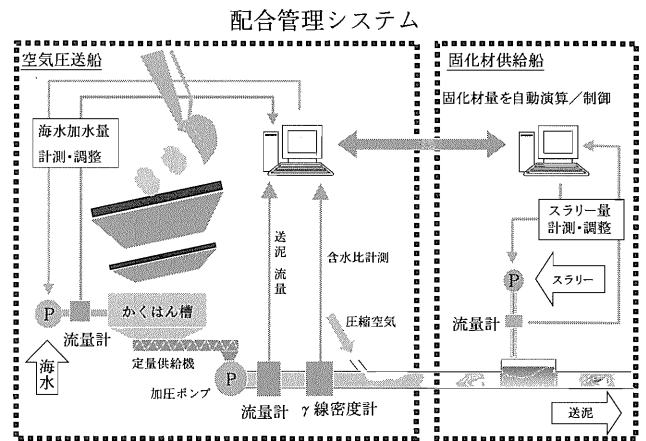 配合管理システム
空気圧送船
海水加水量
計測・調整
送泥流量
含水比計測
かくはん槽
P
流量計
海水
定量供給機
加圧ポンプ
P
流量計
γ線密度計
圧縮空気
固化材供給船
固化材量を自動演算／制御
スラリー量
計測・調整
P
スラリー
流量計
送泥